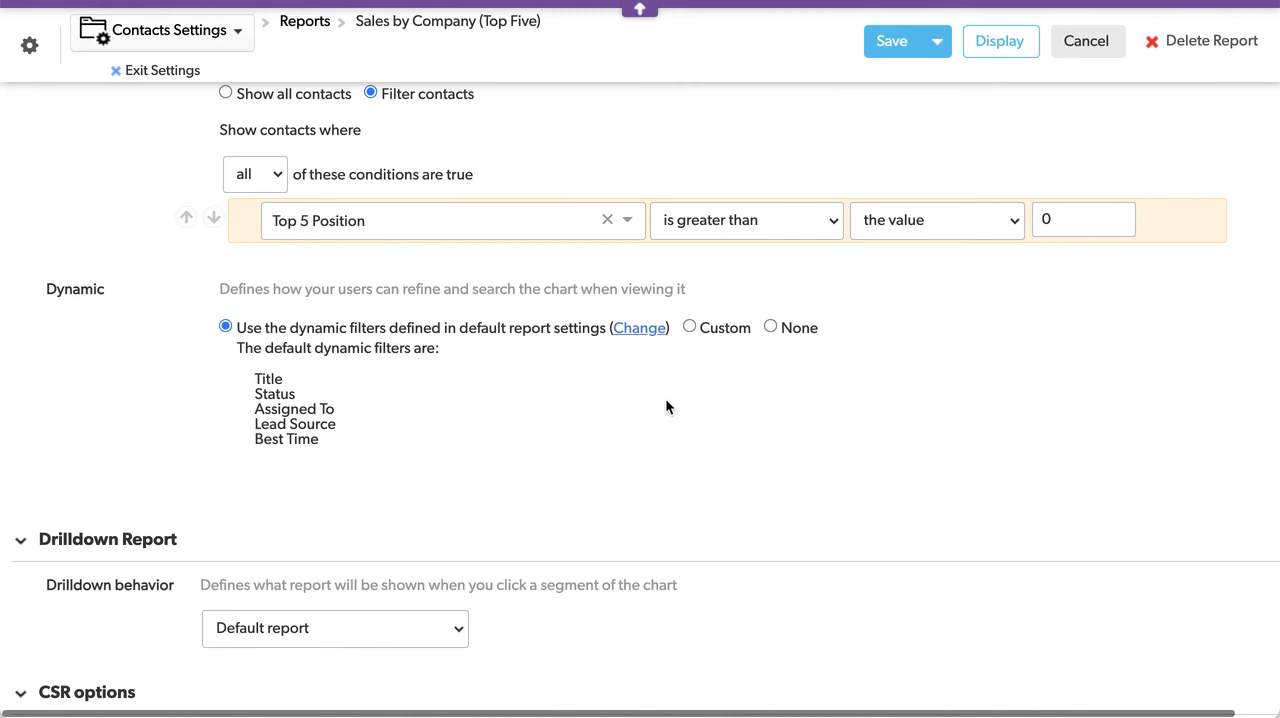 Contacts Settings
Reports
Sales by Company (Top Five)
Save
Display
Cancel
Delete Report
Exit Settings
Show all contacts
Filter contacts
Show contacts where
all
of these conditions are true
Top 5 Position
is greater than
the value
0
Dynamic
Defines how your users can refine and search the chart when viewing it
Use the dynamic filters defined in default report settings (Change)
Custom
None
The default dynamic filters are:
Title
Status
Assigned To
Lead Source
Best Time
Drilldown Report
Drilldown behavior
Defines what report will be shown when you click a segment of the chart
Default report
CSR options